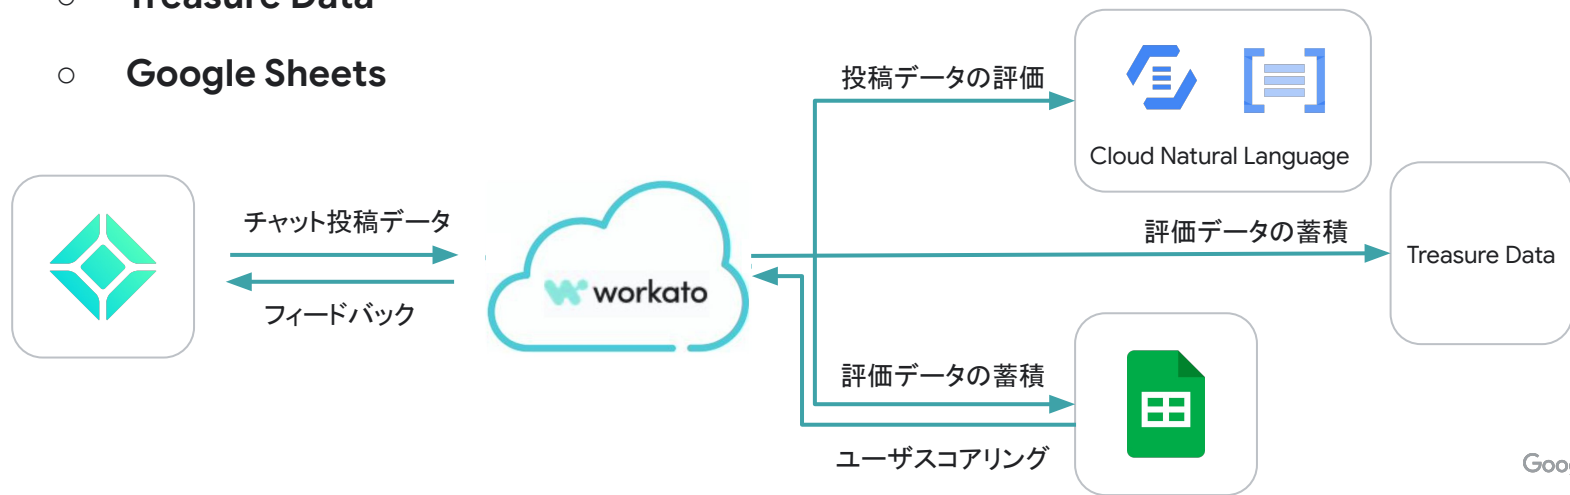 Treasure Data
○ Google Sheets
投稿データの評価
Cloud Natural Language
チャット投稿データ
評価データの蓄積
Treasure Data
workato
フィードバック
評価データの蓄積
ユーザスコアリング